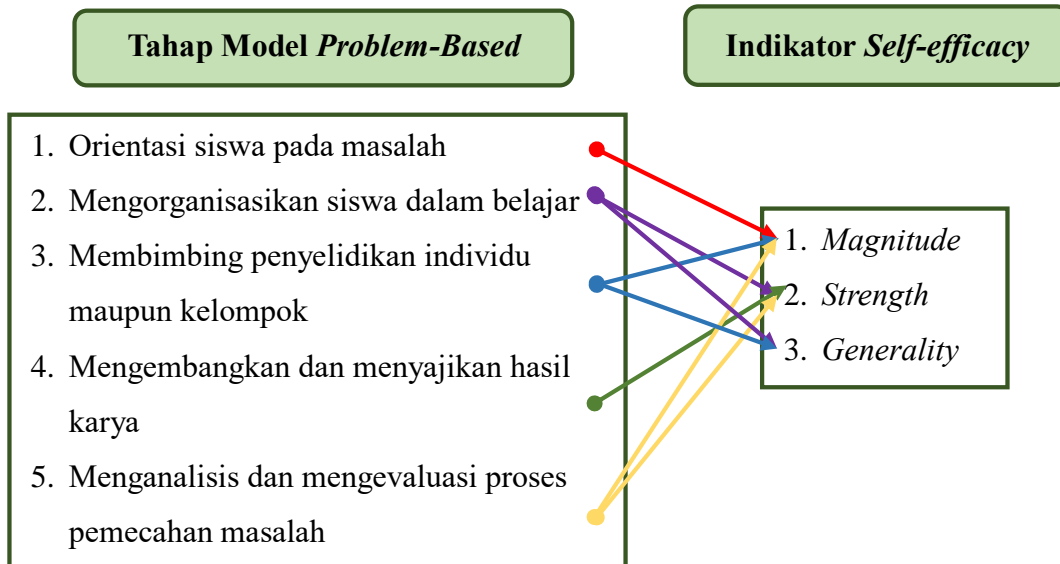 Tahap Model Problem-Based
Indikator Self-efficacy
1. Orientasi siswa pada masalah
2. Mengorganisasikan siswa dalam belajar
3. Membimbing penyelidikan individu
maupun kelompok
4. Mengembangkan dan menyajikan hasil
karya
5. Menganalisis dan mengevaluasi proses
pemecahan masalah
1. Magnitude
2. Strength
3. Generality